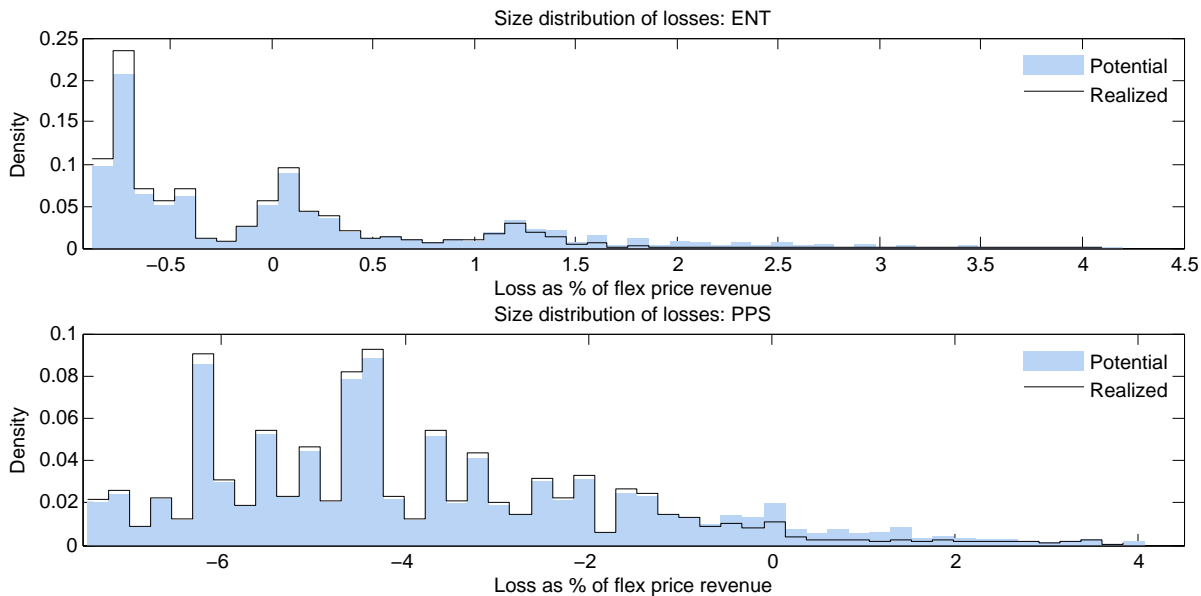 Size distribution of losses: ENT
0.25
0.2
0.15
0.1
0.05
0
Density
Potential
Realized
−0.5 0 0.5 1 1.5 2 2.5 3 3.5 4 4.5
Loss as % of flex price revenue
Size distribution of losses: PPS
0.1
0.08
0.06
0.04
0.02
0
Density
Potential
Realized
−6 −4 −2 0 2 4
Loss as % of flex price revenue